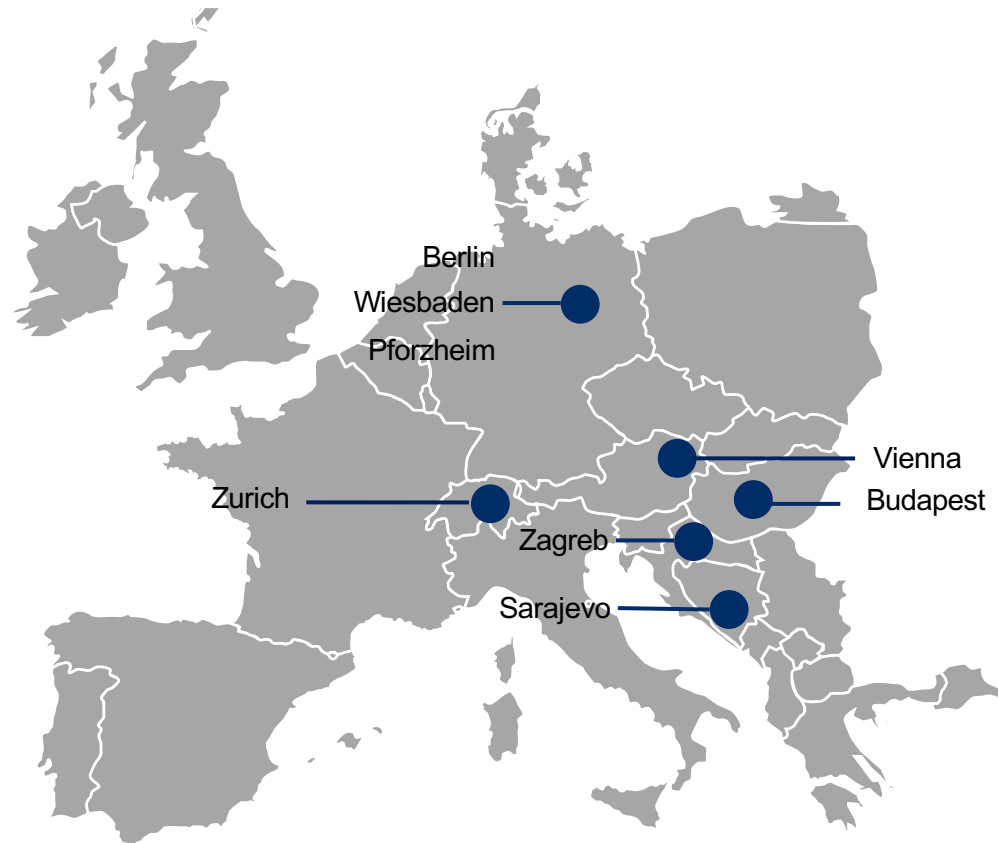 Berlin
Wiesbaden
Pforzheim
Vienna
Zurich
Budapest
Zagreb
Sarajevo